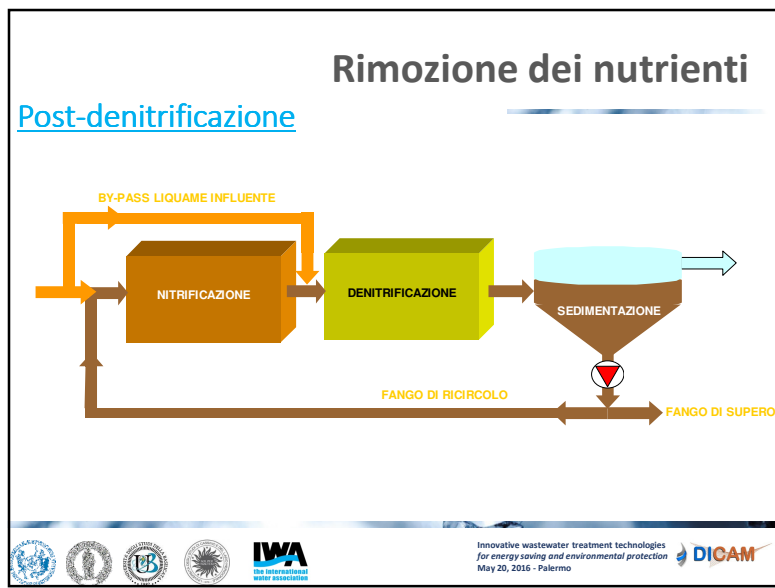 Rimozione dei nutrienti
Post-denitrificazione
BY-PASS LIQUAME INFLUENTE
NITRIFICAZIONE
DENITRIFICAZIONE
SEDIMENTAZIONE
FANGO DI RICIRCOLO
FANGO DI SUPERO
IWA
the international
water association
Innovative wastewater treatment technologies
for energy saving and environmental protection
May 20, 2016 - Palermo
DICAM